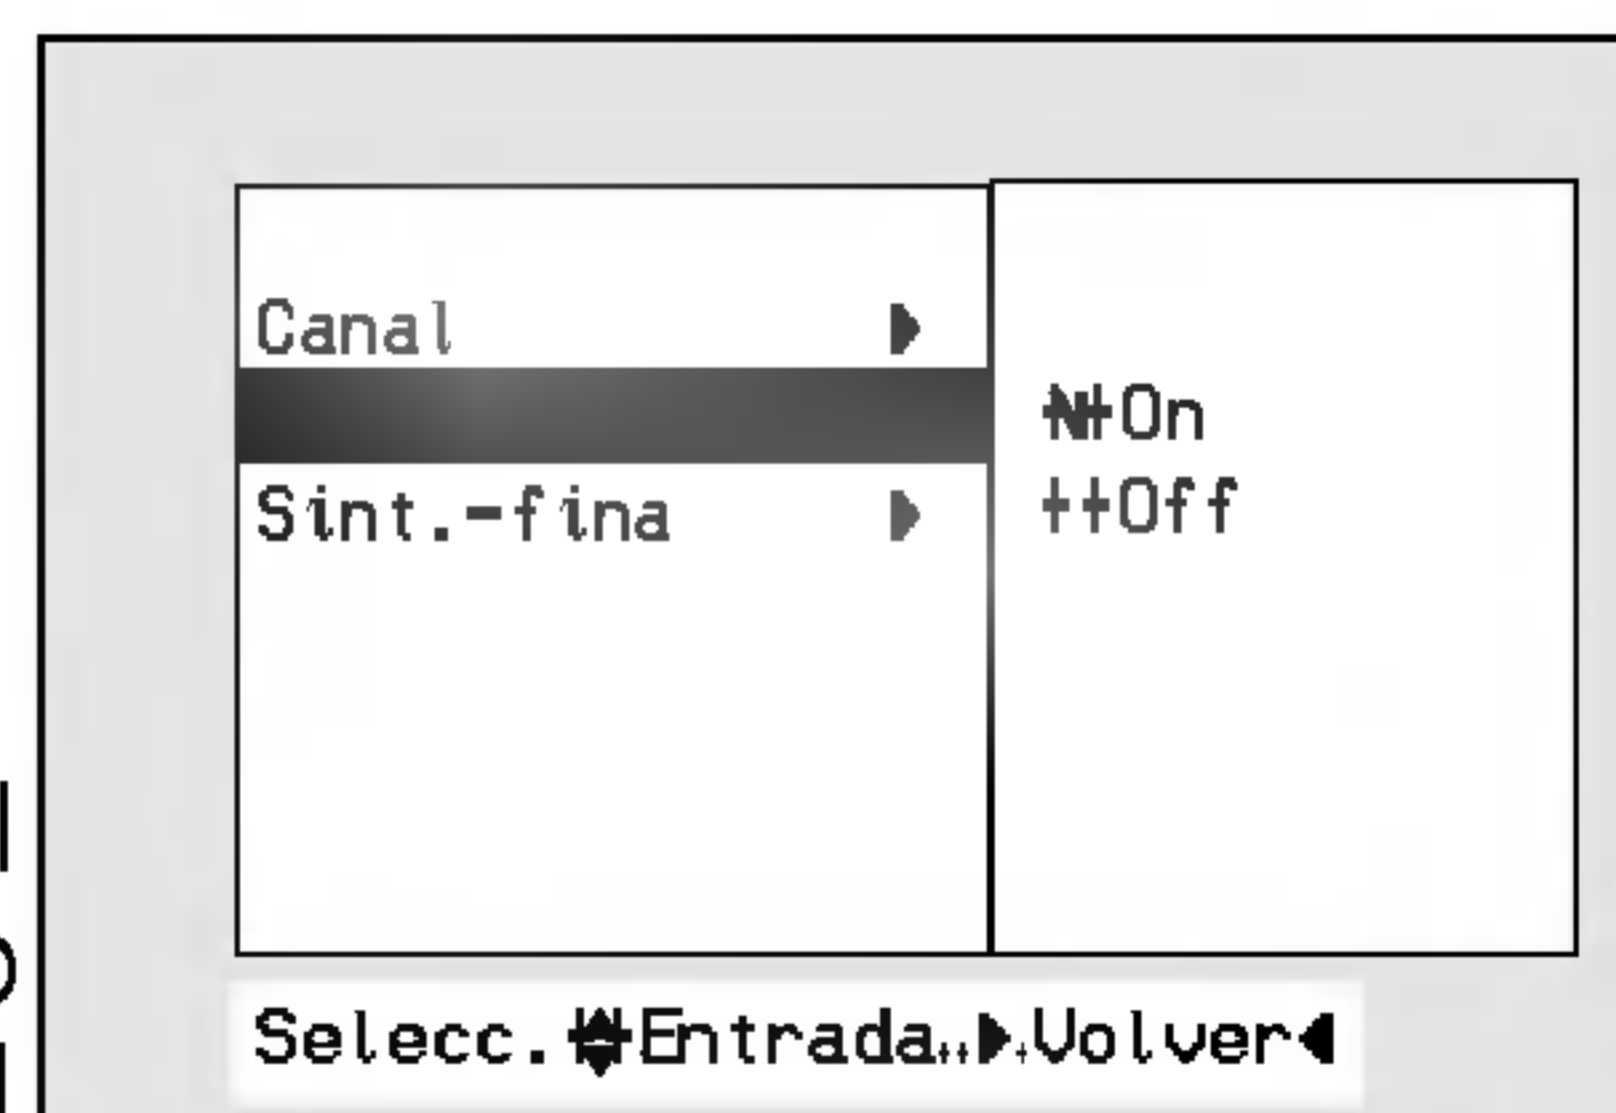 Canal
On
Sint.-fina
Off
Selecc. Entrada Volver